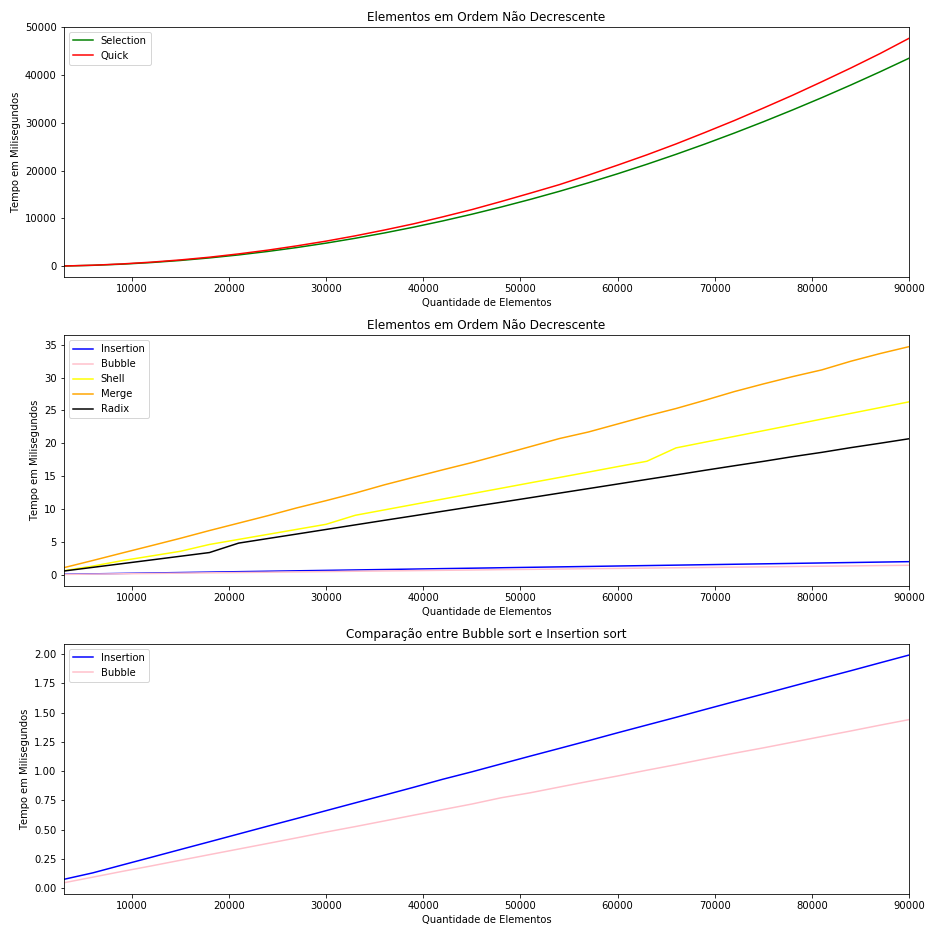 Elementos em Ordem Não Decrescente
Selection
Quick
Tempo em Milisegundos
50000
40000
30000
20000
10000
0
10000 20000 30000 40000 50000 60000 70000 80000 90000
Quantidade de Elementos
Elementos em Ordem Não Decrescente
Insertion
Bubble
Shell
Merge
Radix
Tempo em Milisegundos
35
30
25
20
15
10
5
0
10000 20000 30000 40000 50000 60000 70000 80000 90000
Quantidade de Elementos
Comparação entre Bubble sort e Insertion sort
Insertion
Bubble
Tempo em Milisegundos
2.00
1.75
1.50
1.25
1.00
0.75
0.50
0.25
0.00
10000 20000 30000 40000 50000 60000 70000 80000 90000
Quantidade de Elementos